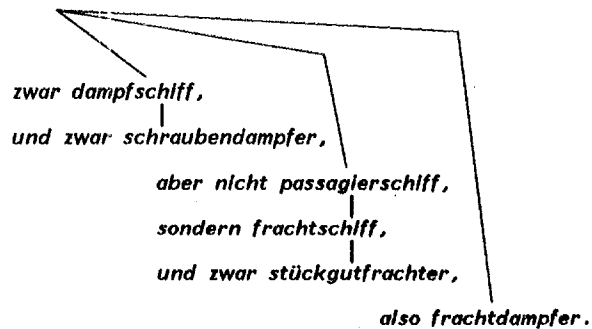 zwar dampfschiff,
und zwar schraubendampfer,
aber nicht passagierschiff,
sondern frachtschiff,
und zwar stückgutfrachter,
also frachtdampfer.